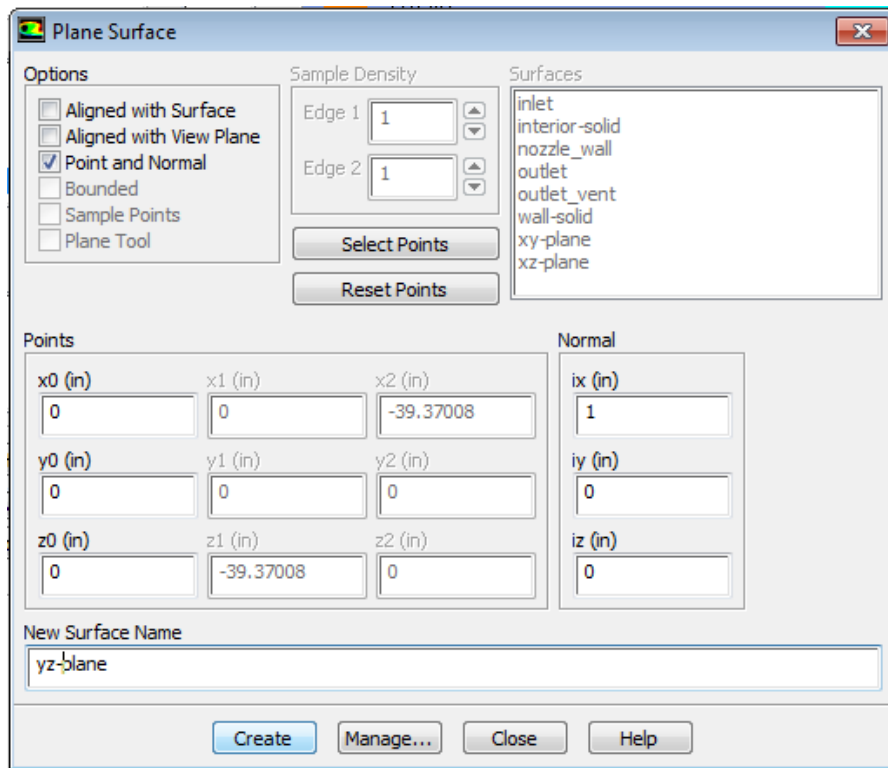 Plane Surface
Options
Aligned with Surface
Aligned with View Plane
Point and Normal
Bounded
Sample Points
Plane Tool
Sample Density
Edge 1 1
Edge 2 1
Select Points
Reset Points
Surfaces
inlet
interior-solid
nozzle_wall
outlet
outlet_vent
wall-solid
xy-plane
xz-plane
Points
x0 (in) x1 (in) x2 (in)
0 0 -39.37008
y0 (in) y1 (in) y2 (in)
0 0 0
z0 (in) z1 (in) z2 (in)
0 -39.37008 0
Normal
ix (in)
1
iy (in)
0
iz (in)
0
New Surface Name
yz-plane
Create Manage... Close Help